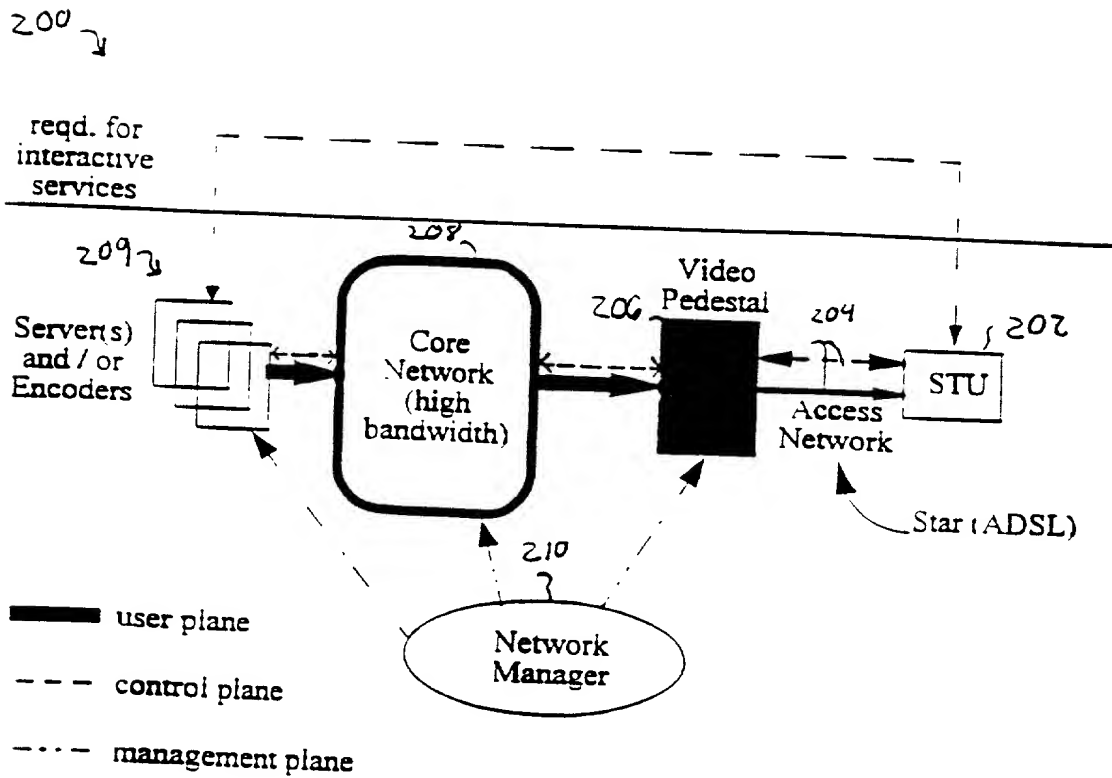 200
reqd. for
interactive
services
209
208
Video
Pedestal
206
204
202
Server(s)
and / or
Encoders
Core
Network
(high
bandwidth)
STU
Access
Network
Star (ADSL)
210
Network
Manager
user plane
control plane
management plane